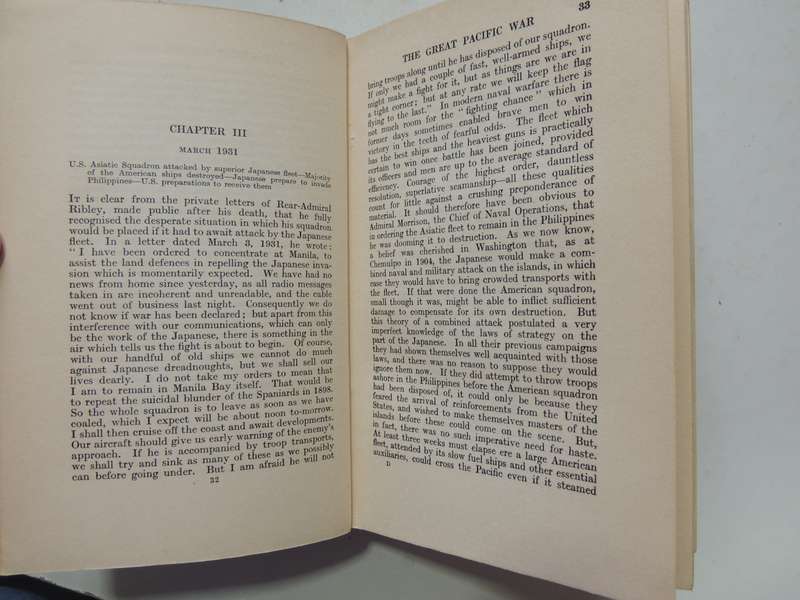 CHAPTER III
MARCH 1931
U.S. Asiatic Squadron attacked by superior Japanese fleet—Majority
of the American ships destroyed—Japanese prepare to invade
Philippines—U.S. preparations to receive them
IT is clear from the private letters of Rear-Admiral
Ribley, made public after his death, that he fully
recognised the desperate situation in which his squadron
would be placed if it had to await attack by the Japanese
fleet. In a letter dated March 3, 1931, he wrote:
"I have been ordered to concentrate at Manila, to
assist the land defences in repelling the Japanese inva-
sion which is momentarily expected. We have had no
news from home since yesterday, as all radio messages
taken in are incoherent and unreadable, and the cable
went out of business last night. Consequently we do
not know if war has been declared; but apart from this
interference with our communications, which can only
be the work of the Japanese, there is something in the
air which tells us the fight is about to begin. Of course,
with our handful of old ships we cannot do much
against Japanese dreadnoughts, but we shall sell our
lives dearly. I do not take my orders to mean that
I am to remain in Manila Bay itself. That would be
to repeat the suicidal blunder of the Spaniards in 1898.
So the whole squadron is to leave as soon as we have
coaled, which I expect will be about noon to-morrow.
I shall then cruise off the coast and await developments.
Our aircraft should give us early warning of the enemy's
approach. If he is accompanied by troop transports,
we shall try and sink as many of these as we possibly
can before going under. But I am afraid he will not
32
THE GREAT PACIFIC WAR 33
bring troops along until he has disposed of our squadron.
If only we had a couple of fast, well-armed ships, we
might make a fight for it, but as things are we are in
a tight corner; but at any rate we will keep the flag
flying to the last." In modern naval warfare there is
not much room for the "fighting chance" which in
former days sometimes enabled brave men to win
victory in the teeth of fearful odds. The fleet which
has the best ships and the heaviest guns is practically
certain to win once battle has been joined, provided
its officers and men are up to the average standard of
efficiency. Courage of the highest order, dauntless
resolution, superlative seamanship—all these qualities
count for little against a crushing preponderance of
material. It should therefore have been obvious to
Admiral Morrison, the Chief of Naval Operations, that
in ordering the Asiatic fleet to remain in the Philippines
he was dooming it to destruction. As we now know,
a belief was cherished in Washington that, as at
Chemulpo in 1904, the Japanese would make a com-
bined naval and military attack on the islands, in which
case they would have to bring crowded transports with
the fleet. If that were done the American squadron,
small though it was, might be able to inflict sufficient
damage to compensate for its own destruction. But
this theory of a combined attack postulated a very
imperfect knowledge of the laws of strategy on the
part of the Japanese. In all their previous campaigns
they had shown themselves well acquainted with those
laws, and there was no reason to suppose they would
ignore them now. If they did attempt to throw troops
ashore in the Philippines before the American squadron
had been disposed of, it could only be because they
feared the arrival of reinforcements from the United
States, and wished to make themselves masters of the
islands before these could come on the scene. But,
in fact, there was no such imperative need for haste.
At least three weeks must elapse ere a large American
fleet, attended by its slow fuel ships and other essential
auxiliaries, could cross the Pacific even if it steamed
D